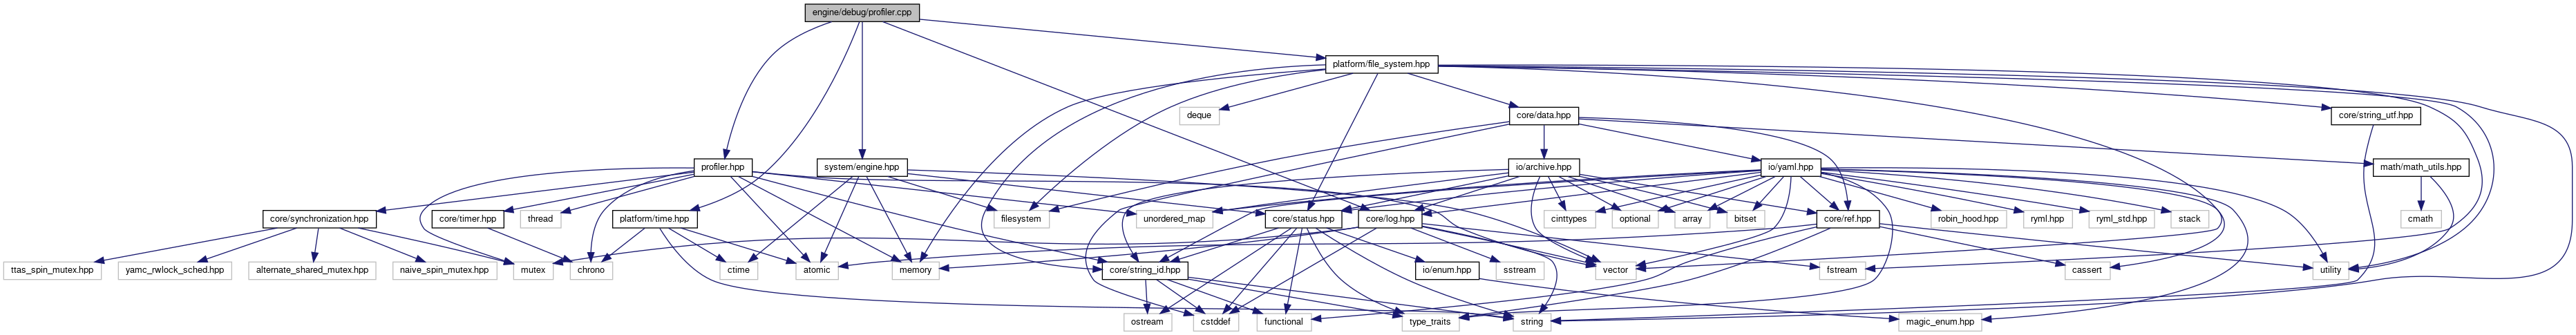 engine/debug/profiler.cpp
platform/file_system.hpp
deque
core/data.hpp
core/string_utf.hpp
profiler.hpp
system/engine.hpp
io/archive.hpp
io/yaml.hpp
math/math_utils.hpp
core/synchronization.hpp
core/timer.hpp
thread
platform/time.hpp
filesystem
unordered_map
core/status.hpp
core/log.hpp
cinttypes
optional
array
bitset
core/ref.hpp
robin_hood.hpp
ryml.hpp
ryml_std.hpp
stack
cmath
ttas_spin_mutex.hpp
yamc_rwlock_sched.hpp
alternate_shared_mutex.hpp
naive_spin_mutex.hpp
mutex
chrono
ctime
atomic
memory
core/string_id.hpp
io/enum.hpp
sstream
vector
fstream
cassert
utility
ostream
cstddef
functional
type_traits
string
magic_enum.hpp